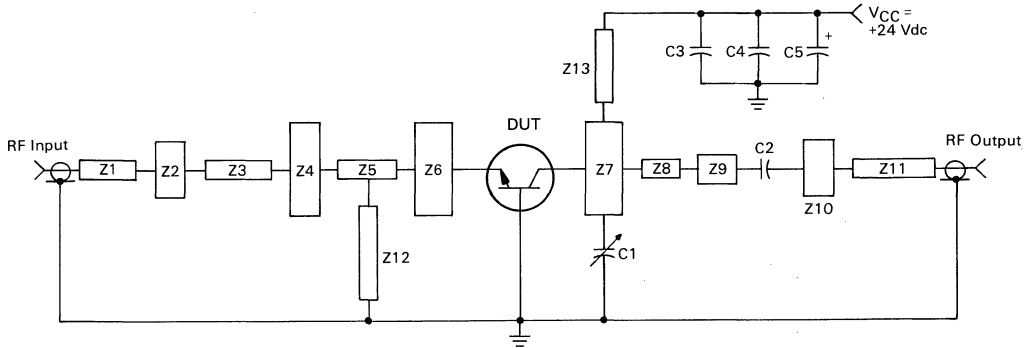 V_CC =
+24 Vdc
C3
C4
C5
+
Z13
DUT
RF Input
RF Output
C2
Z1
Z2
Z3
Z4
Z5
Z6
Z7
Z8
Z9
Z10
Z11
Z12
C1